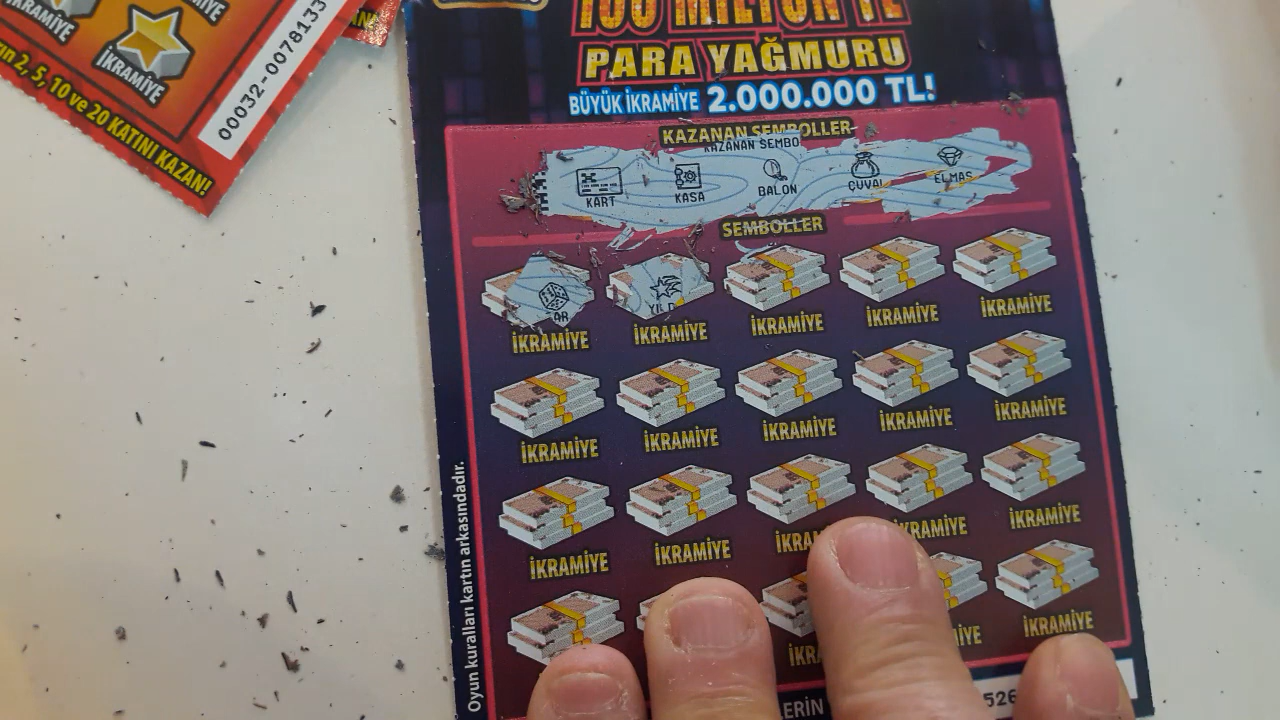 İKRAMİYE
İKRAMİYE
İKRAMİYE
00032-0078133
2, 5, 10 ve 20 KATINI KAZAN!
100 MİLYON TL
PARA YAĞMURU
BÜYÜK İKRAMİYE 2.000.000 TL!
KAZANAN SEMBOLLER
KAZANAN SEMBO
KART KASA BALON ÇUVAL ELMAS
SEMBOLLER
İKRAMİYE İKRAMİYE İKRAMİYE İKRAMİYE İKRAMİYE
İKRAMİYE İKRAMİYE İKRAMİYE İKRAMİYE İKRAMİYE
İKRAMİYE İKRAMİYE İKRAM İKRAMİYE İKRAMİYE
İKRAMİYE
Oyun kuralları kartın arkasındadır.
526